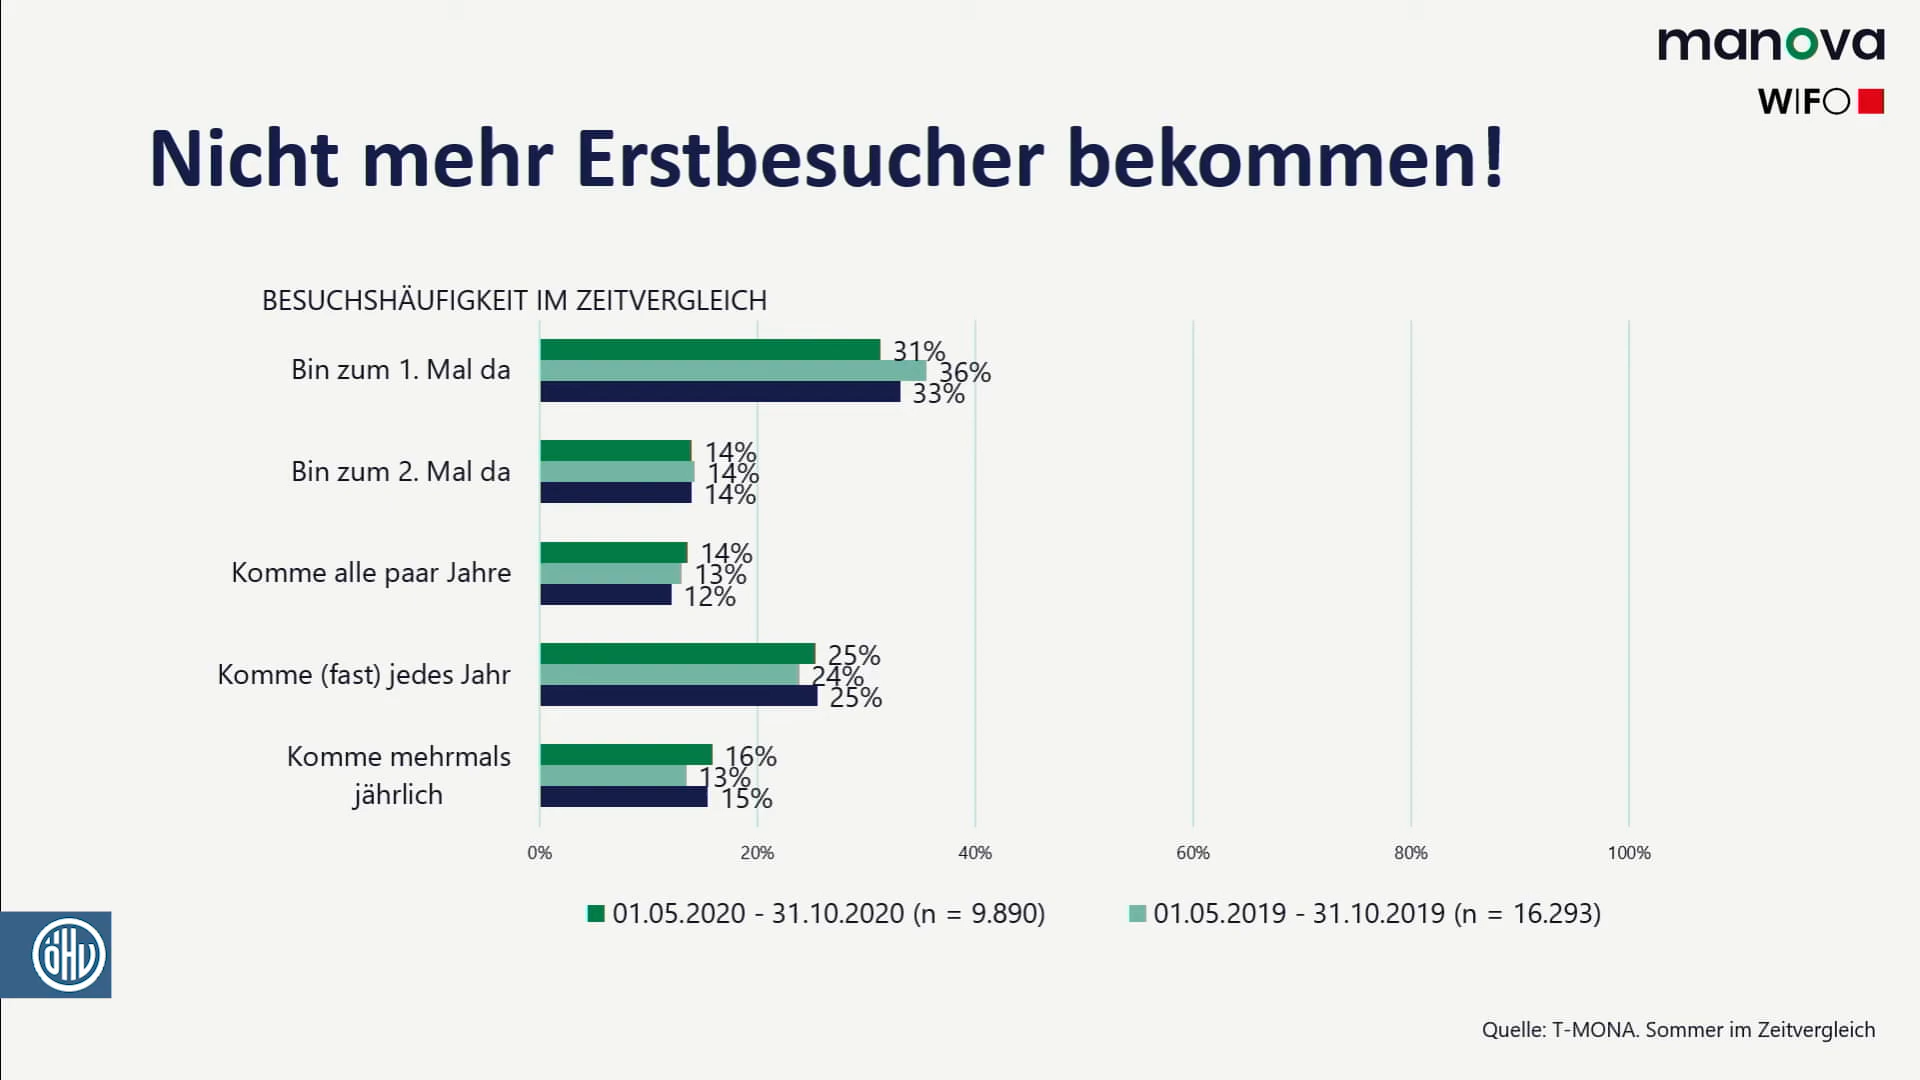 manova
WIFO
Nicht mehr Erstbesucher bekommen!
BESUCHSHÄUFIGKEIT IM ZEITVERGLEICH
Bin zum 1. Mal da
31%
36%
33%
Bin zum 2. Mal da
14%
14%
14%
Komme alle paar Jahre
14%
13%
12%
Komme (fast) jedes Jahr
25%
24%
25%
Komme mehrmals
jährlich
16%
13%
15%
0% 20% 40% 60% 80% 100%
01.05.2020 - 31.10.2020 (n = 9.890) 01.05.2019 - 31.10.2019 (n = 16.293)
ÖHV
Quelle: T-MONA. Sommer im Zeitvergleich